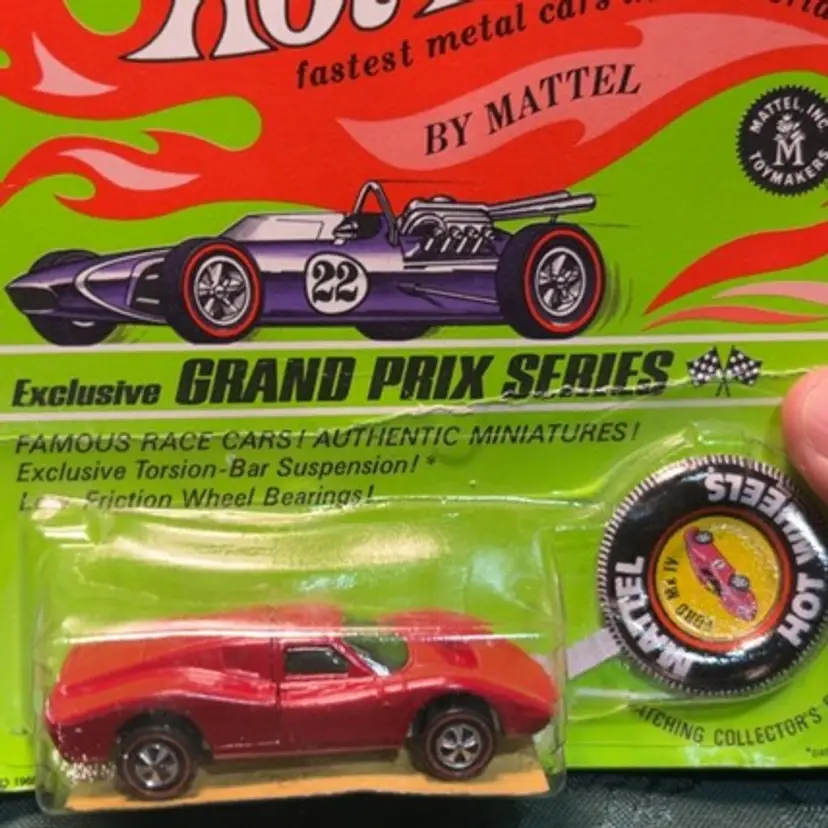 Hot
fastest metal cars
BY MATTEL
MATTEL, INC.
M
TOYMAKERS
22
Exclusive GRAND PRIX SERIES
FAMOUS RACE CARS! AUTHENTIC MINIATURES!
Exclusive Torsion-Bar Suspension!*
Friction Wheel Bearings!
MATTEL
HOT WHEELS
FORD MK IV
COLLECTOR'S